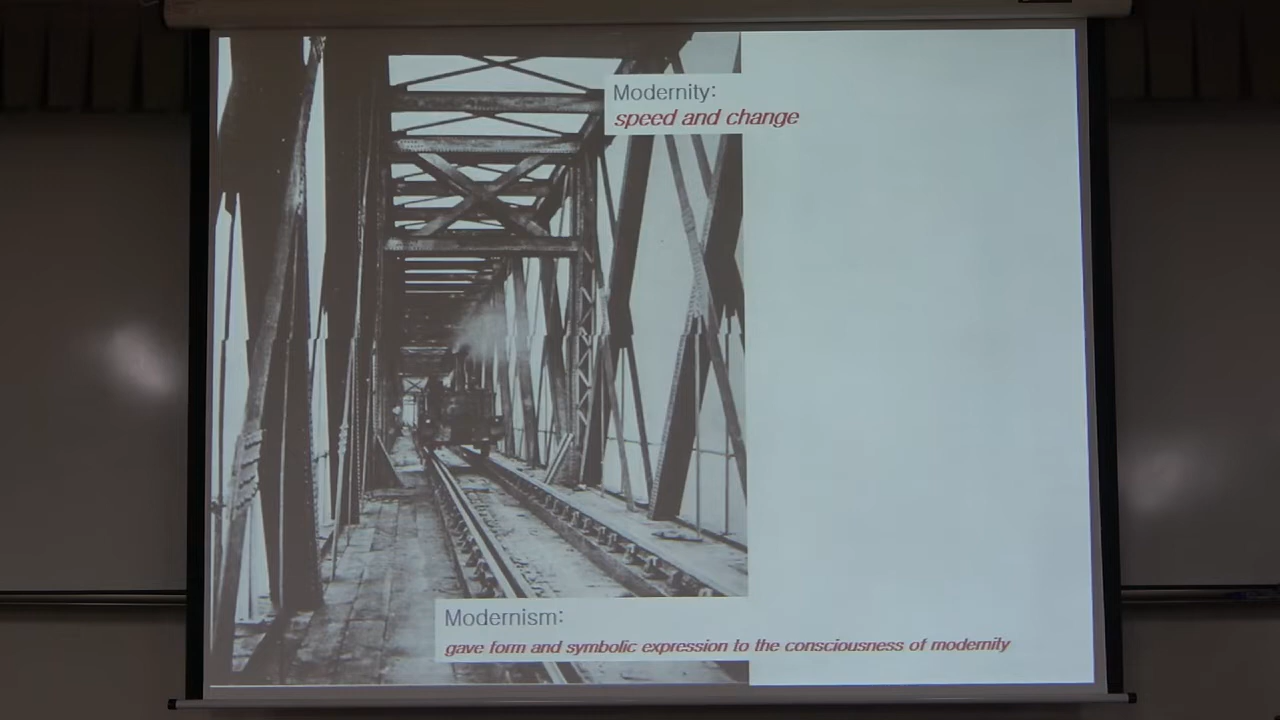 Modernity:
speed and change
Modernism:
gave form and symbolic expression to the consciousness of modernity